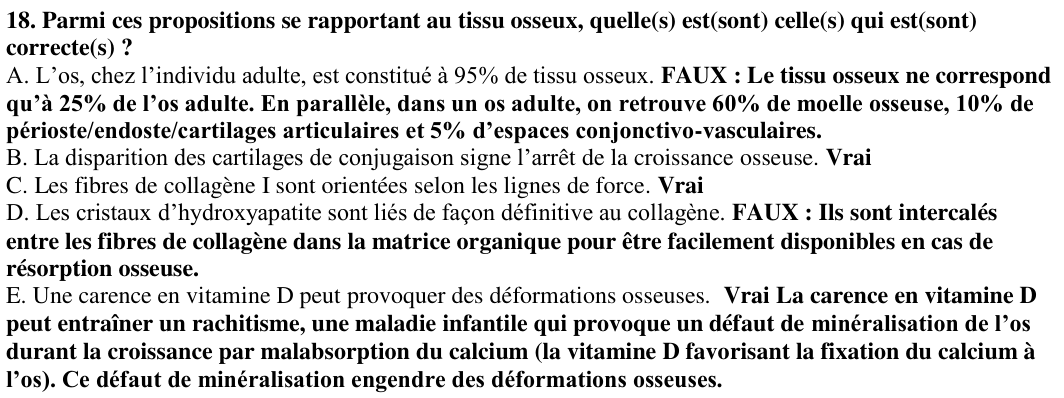 18. Parmi ces propositions se rapportant au tissu osseux, quelle(s) est(sont) celle(s) qui est(sont)
correcte(s) ?
A. L’os, chez l’individu adulte, est constitué à 95% de tissu osseux. FAUX : Le tissu osseux ne correspond
qu’à 25% de l’os adulte. En parallèle, dans un os adulte, on retrouve 60% de moelle osseuse, 10% de
périoste/endoste/cartilages articulaires et 5% d’espaces conjonctivo-vasculaires.
B. La disparition des cartilages de conjugaison signe l’arrêt de la croissance osseuse. Vrai
C. Les fibres de collagène I sont orientées selon les lignes de force. Vrai
D. Les cristaux d’hydroxyapatite sont liés de façon définitive au collagène. FAUX : Ils sont intercalés
entre les fibres de collagène dans la matrice organique pour être facilement disponibles en cas de
résorption osseuse.
E. Une carence en vitamine D peut provoquer des déformations osseuses. Vrai La carence en vitamine D
peut entraîner un rachitisme, une maladie infantile qui provoque un défaut de minéralisation de l’os
durant la croissance par malabsorption du calcium (la vitamine D favorisant la fixation du calcium à
l’os). Ce défaut de minéralisation engendre des déformations osseuses.